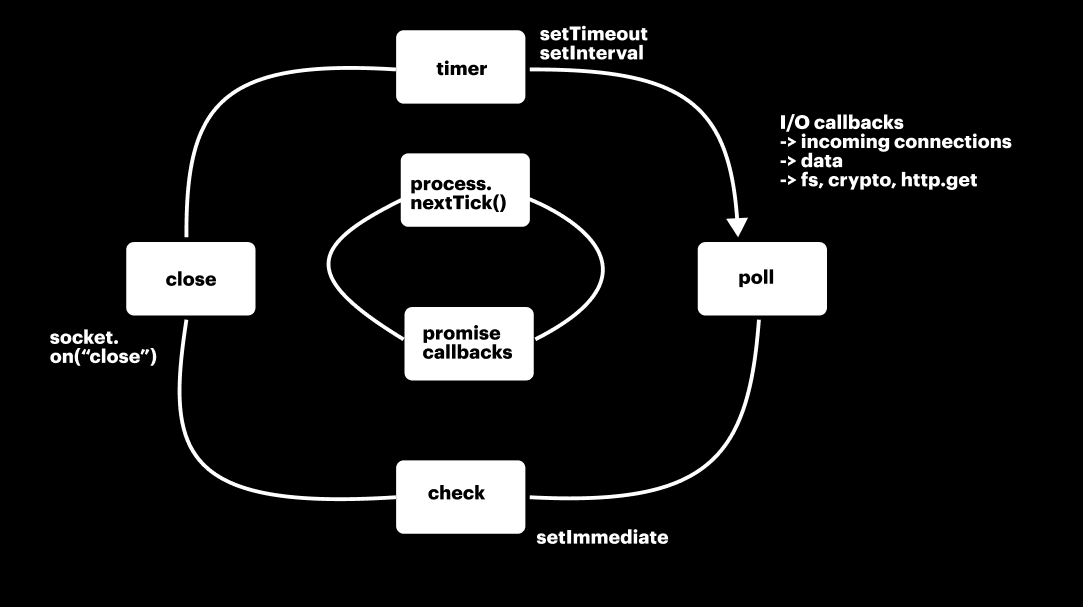 setTimeout
setInterval
timer
I/O callbacks
-> incoming connections
-> data
-> fs, crypto, http.get
process.
nextTick()
close
poll
socket.
on(“close”)
promise
callbacks
check
setImmediate